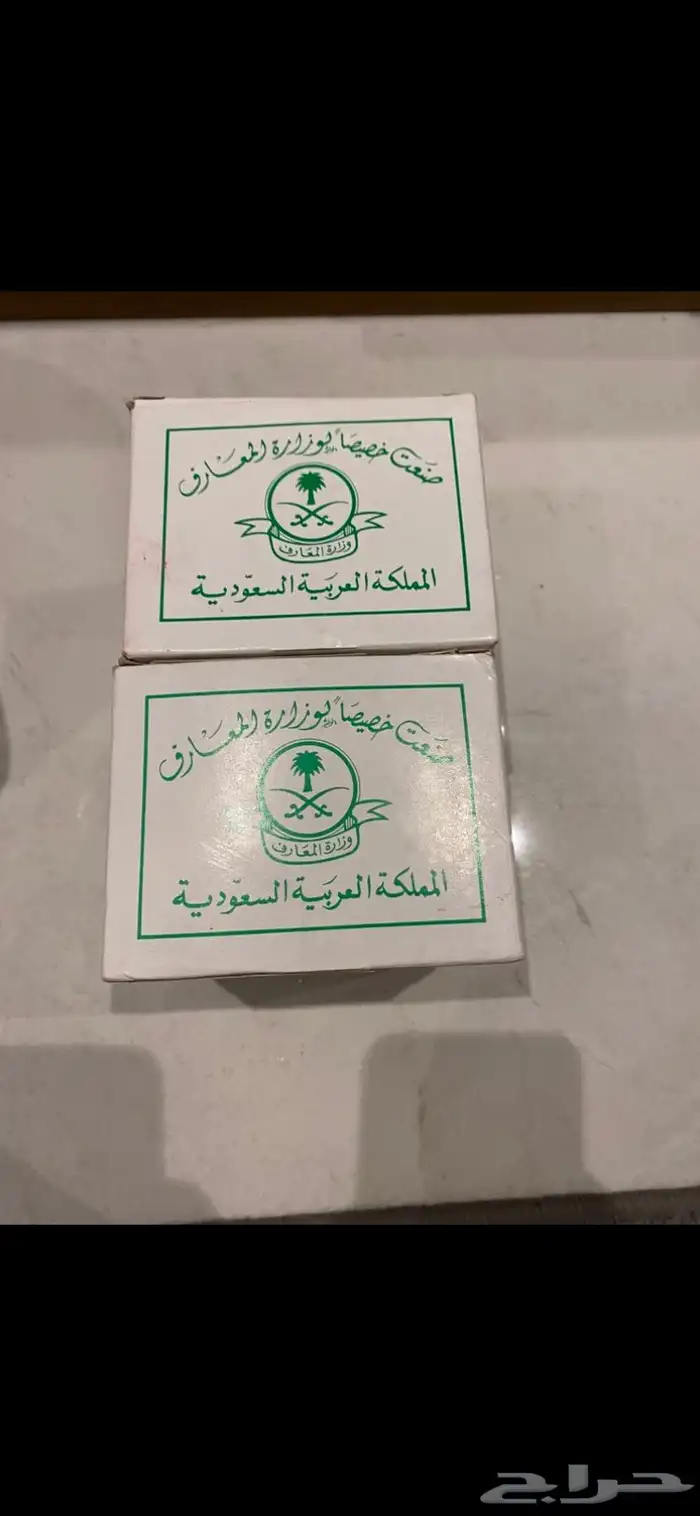 صنعت خصيصاً لوزارة المعارف
وزارة المعارف
المملكة العربية السعودية
صنعت خصيصاً لوزارة المعارف
وزارة المعارف
المملكة العربية السعودية
حراج